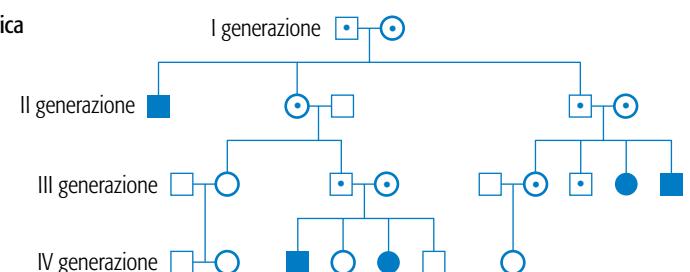 ica
I generazione
II generazione
III generazione
IV generazione